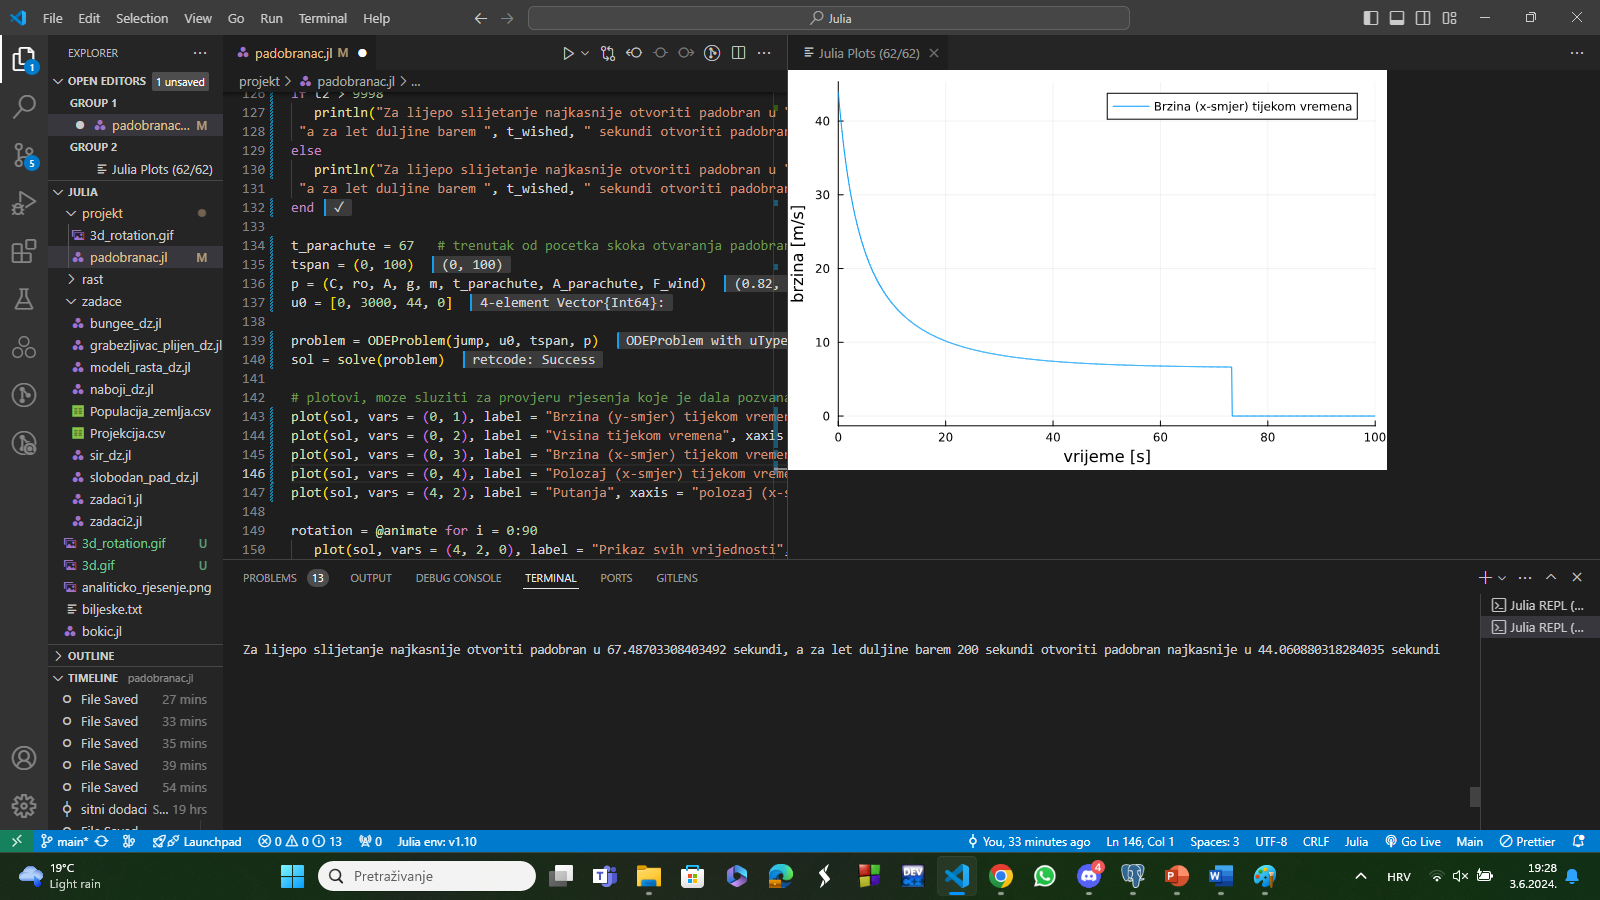 File Edit Selection View Go Run Terminal Help
Julia
EXPLORER
OPEN EDITORS 1 unsaved
GROUP 1
padobranac... M
GROUP 2
Julia Plots (62/62)
JULIA
projekt
3d_rotation.gif
padobranac.jl M
rast
zadace
bungee_dz.jl
grabezljivac_plijen_dz.jl
modeli_rasta_dz.jl
naboji_dz.jl
Populacija_zemlja.csv
Projekcija.csv
sir_dz.jl
slobodan_pad_dz.jl
zadaci1.jl
zadaci2.jl
3d_rotation.gif U
3d.gif U
analiticko_rjesenje.png
biljeske.txt
bokic.jl
OUTLINE
TIMELINE padobranac.jl
File Saved 27 mins
File Saved 33 mins
File Saved 35 mins
File Saved 39 mins
File Saved 54 mins
sitni dodaci S... 19 hrs
File Saved
padobranac.jl M
projekt > padobranac.jl > ...
126 if t2 > 9998
127 println("Za lijepo slijetanje najkasnije otvoriti padobran u "
128 "a za let duljine barem ", t_wished, " sekundi otvoriti padobran
129 else
130 println("Za lijepo slijetanje najkasnije otvoriti padobran u "
131 "a za let duljine barem ", t_wished, " sekundi otvoriti padobran
132 end ✓
133
134 t_parachute = 67 # trenutak od pocetka skoka otvaranja padobran
135 tspan = (0, 100) (0, 100)
136 p = (C, ro, A, g, m, t_parachute, A_parachute, F_wind) (0.82,
137 u0 = [0, 3000, 44, 0] 4-element Vector{Int64}:
138
139 problem = ODEProblem(jump, u0, tspan, p) ODEProblem with uType
140 sol = solve(problem) retcode: Success
141
142 # plotovi, moze sluziti za provjeru rjesenja koje je dala pozvana
143 plot(sol, vars = (0, 1), label = "Brzina (y-smjer) tijekom vremen
144 plot(sol, vars = (0, 2), label = "Visina tijekom vremena", xaxis
145 plot(sol, vars = (0, 3), label = "Brzina (x-smjer) tijekom vremen
146 plot(sol, vars = (0, 4), label = "Polozaj (x-smjer) tijekom vreme
147 plot(sol, vars = (4, 2), label = "Putanja", xaxis = "polozaj (x-s
148
149 rotation = @animate for i = 0:90
150 plot(sol, vars = (4, 2, 0), label = "Prikaz svih vrijednosti",
Julia Plots (62/62)
Brzina (x-smjer) tijekom vremena
brzina [m/s]
40
30
20
10
0
0 20 40 60 80 100
vrijeme [s]
PROBLEMS 13 OUTPUT DEBUG CONSOLE TERMINAL PORTS GITLENS
Za lijepo slijetanje najkasnije otvoriti padobran u 67.48703308403492 sekundi, a za let duljine barem 200 sekundi otvoriti padobran najkasnije u 44.060880318284035 sekundi
Julia REPL (...
Julia REPL (...
main* Launchpad 0 0 13 0 Julia env: v1.10
You, 33 minutes ago Ln 146, Col 1 Spaces: 3 UTF-8 CRLF Julia Go Live Main Prettier
19°C
Light rain
Pretraživanje
HRV
19:28
3.6.2024.